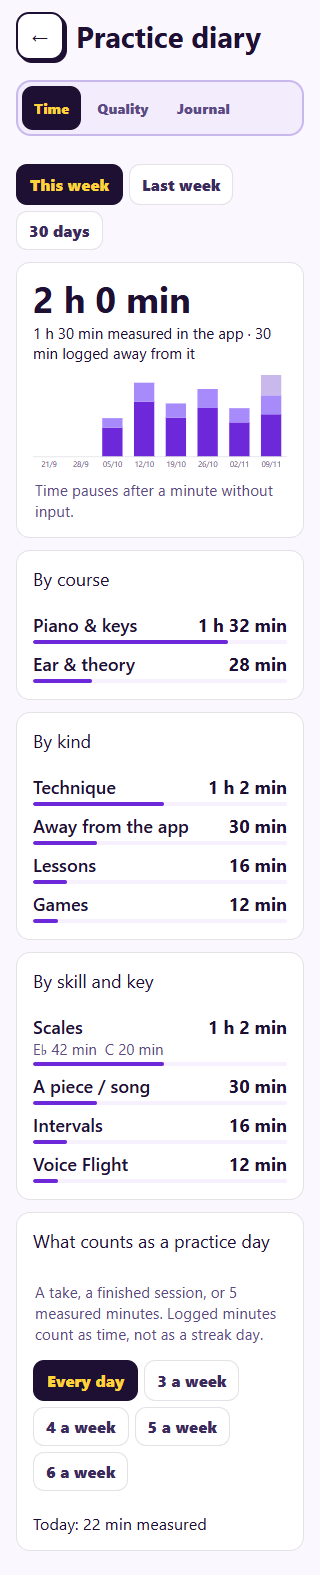 ← Practice diary
Time Quality Journal
This week Last week
30 days
2 h 0 min
1 h 30 min measured in the app · 30
min logged away from it
21/9 28/9 05/10 12/10 19/10 26/10 02/11 09/11
Time pauses after a minute without
input.
By course
Piano & keys 1 h 32 min
Ear & theory 28 min
By kind
Technique 1 h 2 min
Away from the app 30 min
Lessons 16 min
Games 12 min
By skill and key
Scales 1 h 2 min
E♭ 42 min C 20 min
A piece / song 30 min
Intervals 16 min
Voice Flight 12 min
What counts as a practice day
A take, a finished session, or 5
measured minutes. Logged minutes
count as time, not as a streak day.
Every day 3 a week
4 a week 5 a week
6 a week
Today: 22 min measured